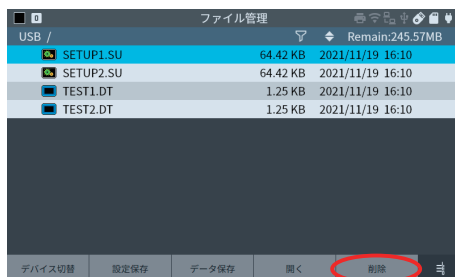 0 ファイル管理
USB / Remain:245.57MB
SETUP1.SU 64.42 KB 2021/11/19 16:10
SETUP2.SU 64.42 KB 2021/11/19 16:10
TEST1.DT 1.25 KB 2021/11/19 16:10
TEST2.DT 1.25 KB 2021/11/19 16:10
デバイス切替 設定保存 データ保存 開く 削除